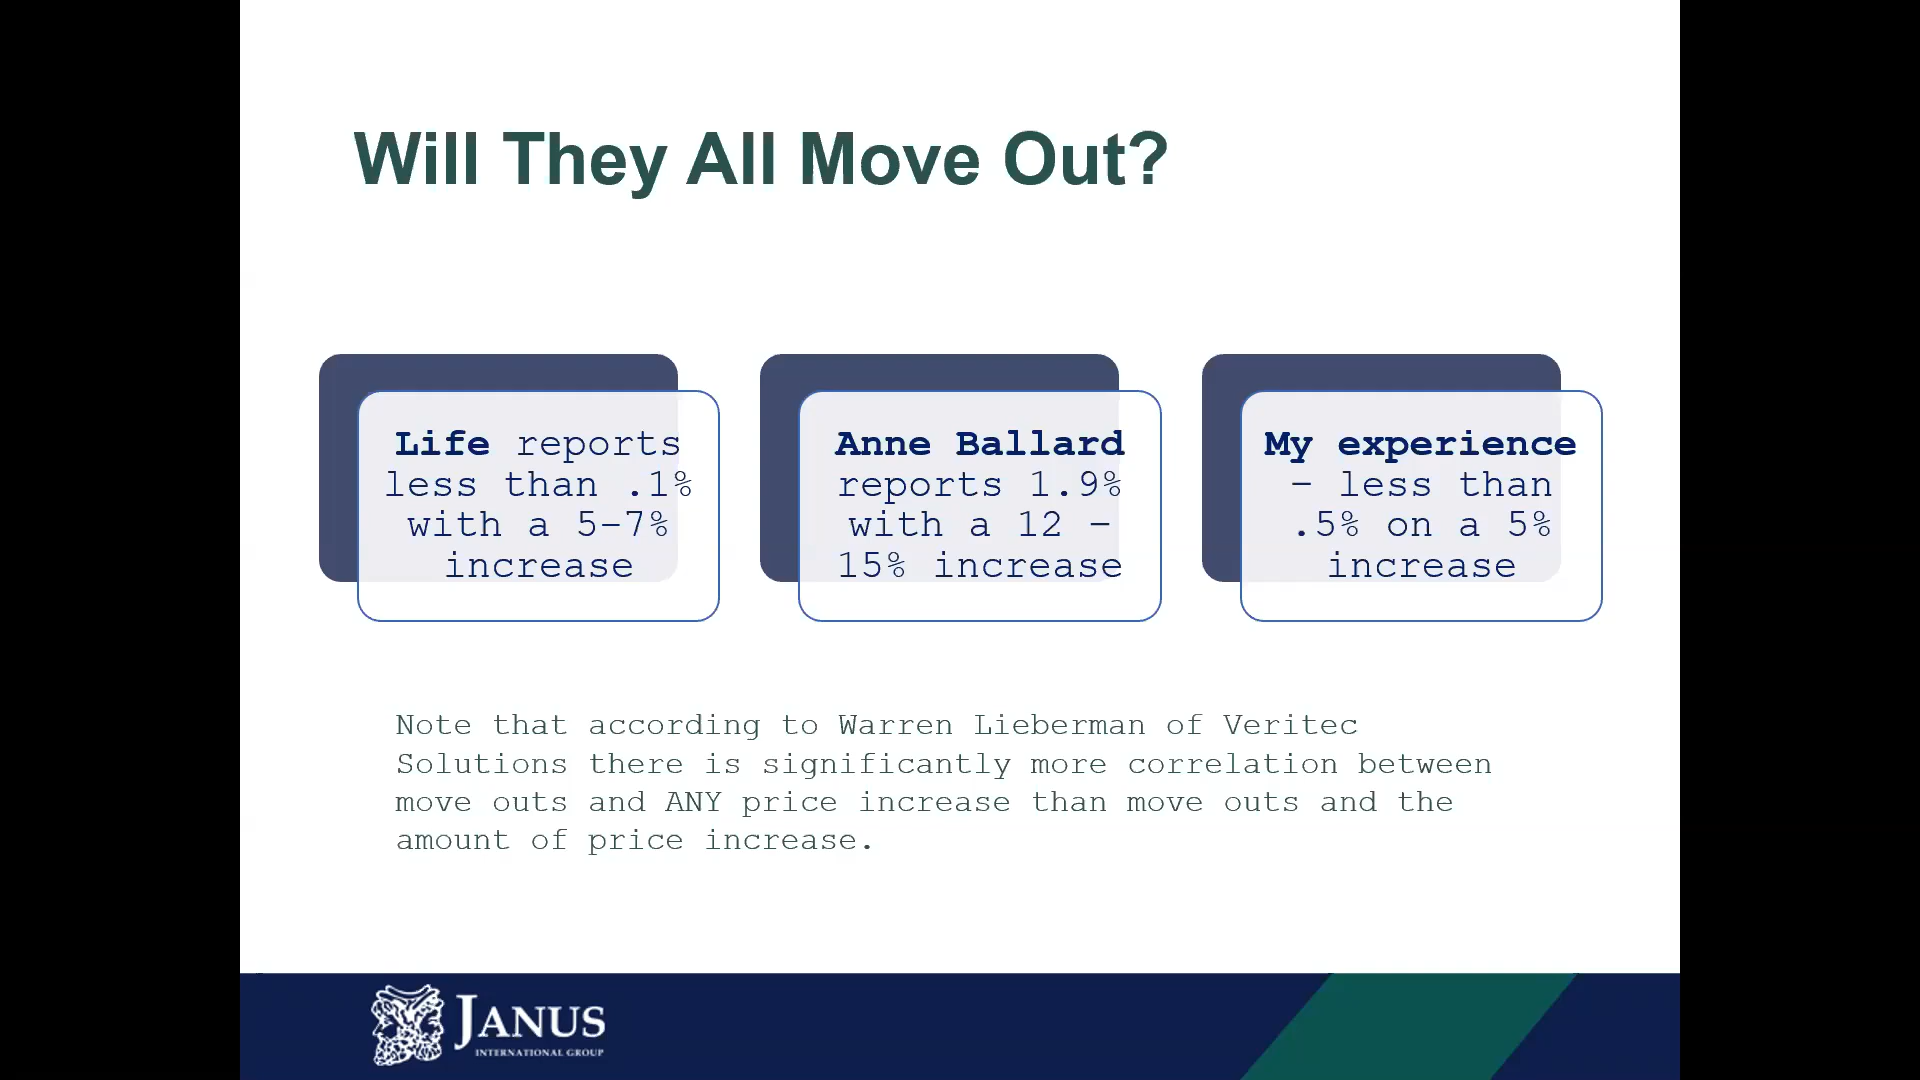 Will They All Move Out?
Life reports
less than .1%
with a 5-7%
increase
Anne Ballard
reports 1.9%
with a 12 –
15% increase
My experience
– less than
.5% on a 5%
increase
Note that according to Warren Lieberman of Veritec
Solutions there is significantly more correlation between
move outs and ANY price increase than move outs and the
amount of price increase.
JANUS
INTERNATIONAL GROUP